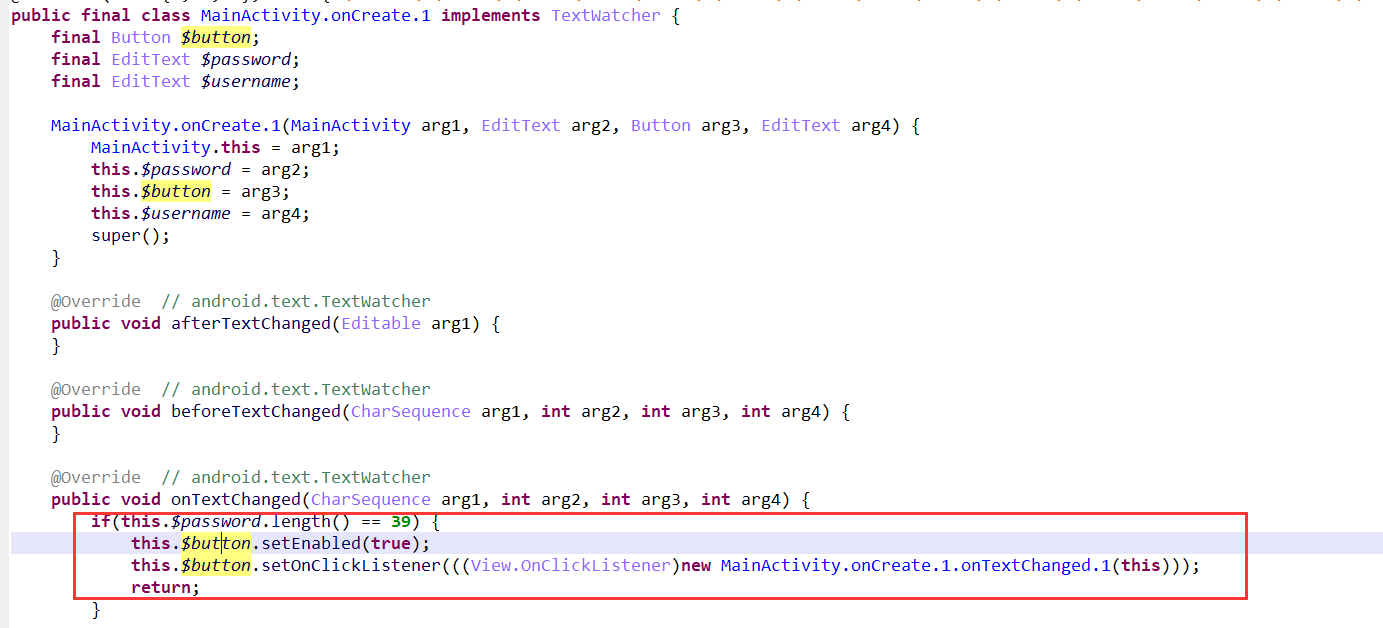 public final class MainActivity.onCreate.1 implements TextWatcher {
    final Button $button;
    final EditText $password;
    final EditText $username;

    MainActivity.onCreate.1(MainActivity arg1, EditText arg2, Button arg3, EditText arg4) {
        MainActivity.this = arg1;
        this.$password = arg2;
        this.$button = arg3;
        this.$username = arg4;
        super();
    }

    @Override  // android.text.TextWatcher
    public void afterTextChanged(Editable arg1) {
    }

    @Override  // android.text.TextWatcher
    public void beforeTextChanged(CharSequence arg1, int arg2, int arg3, int arg4) {
    }

    @Override  // android.text.TextWatcher
    public void onTextChanged(CharSequence arg1, int arg2, int arg3, int arg4) {
        if(this.$password.length() == 39) {
            this.$button.setEnabled(true);
            this.$button.setOnClickListener(((View.OnClickListener)new MainActivity.onCreate.1.onTextChanged.1(this)));
            return;
        }